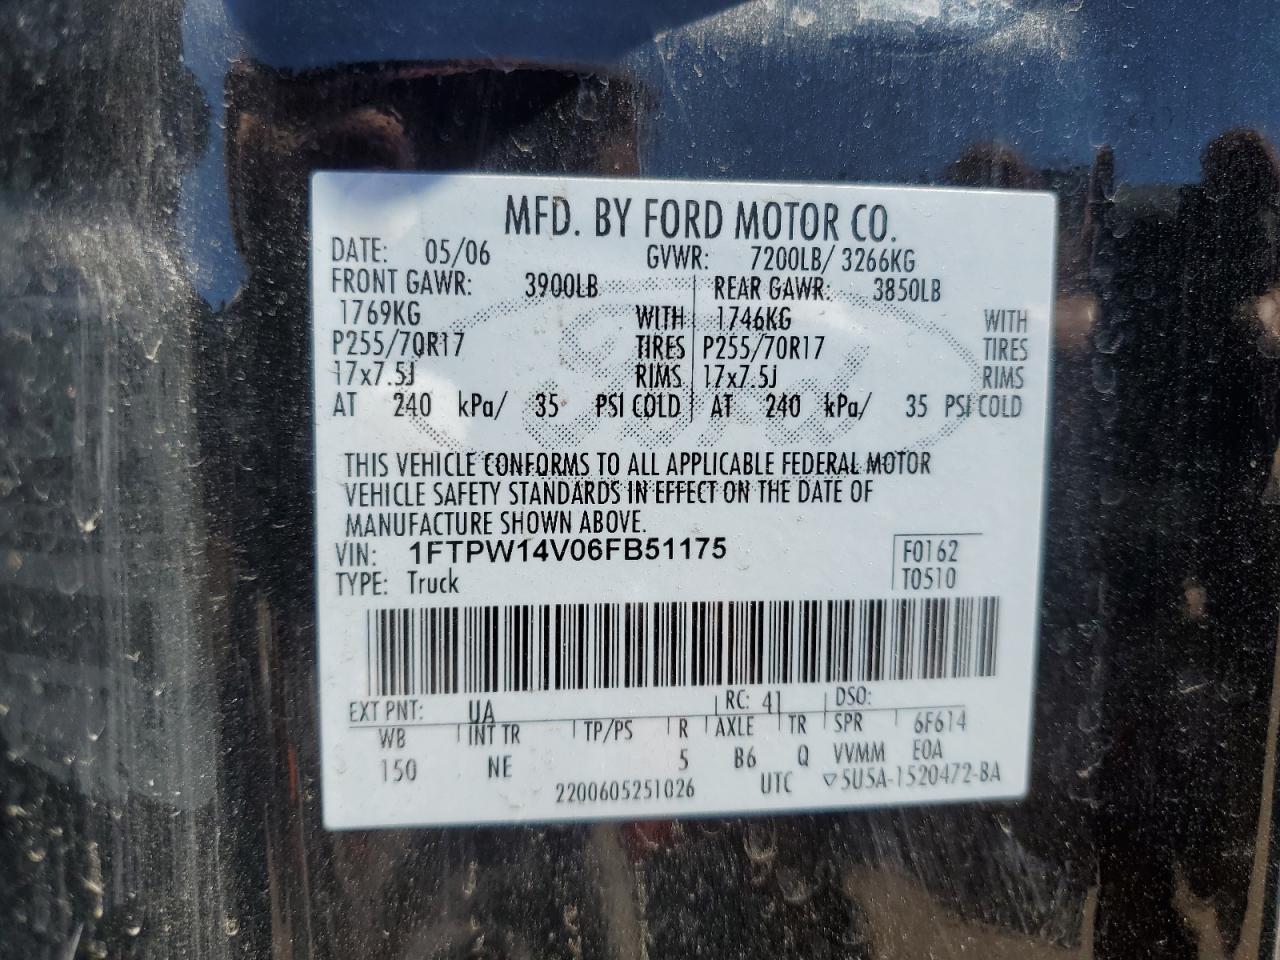 MFD. BY FORD MOTOR CO.
DATE: 05/06 GVWR: 7200LB/ 3266KG
FRONT GAWR: 3900LB REAR GAWR: 3850LB
1769KG WITH 1746KG WITH
P255/70R17 TIRES P255/70R17 TIRES
17x7.5J RIMS 17x7.5J RIMS
AT 240 kPa/ 35 PSI COLD AT 240 kPa/ 35 PSI COLD
THIS VEHICLE CONFORMS TO ALL APPLICABLE FEDERAL MOTOR
VEHICLE SAFETY STANDARDS IN EFFECT ON THE DATE OF
MANUFACTURE SHOWN ABOVE.
VIN: 1FTPW14V06FB51175 F0162
TYPE: Truck T0510
EXT PNT: UA RC: 41 DSO:
WB INT TR TP/PS R AXLE TR SPR 6F614
150 NE 5 B6 Q VVMM E0A
2200605251026 UTC ▽5U5A-1520472-BA